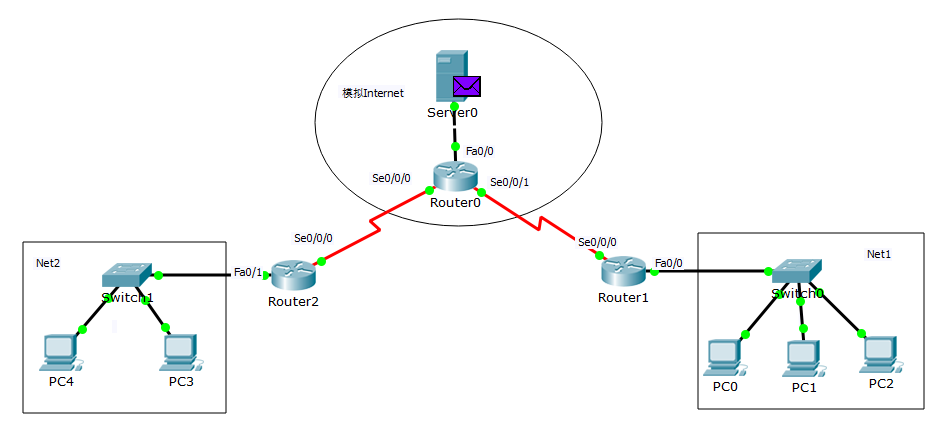 模拟Internet
Server0
Fa0/0
Se0/0/0
Se0/0/1
Router0
Se0/0/0
Se0/0/0
Net2
Fa0/1
Net1
Fa0/0
Switch1
Router2
Router1
Switch0
PC4
PC3
PC0
PC1
PC2